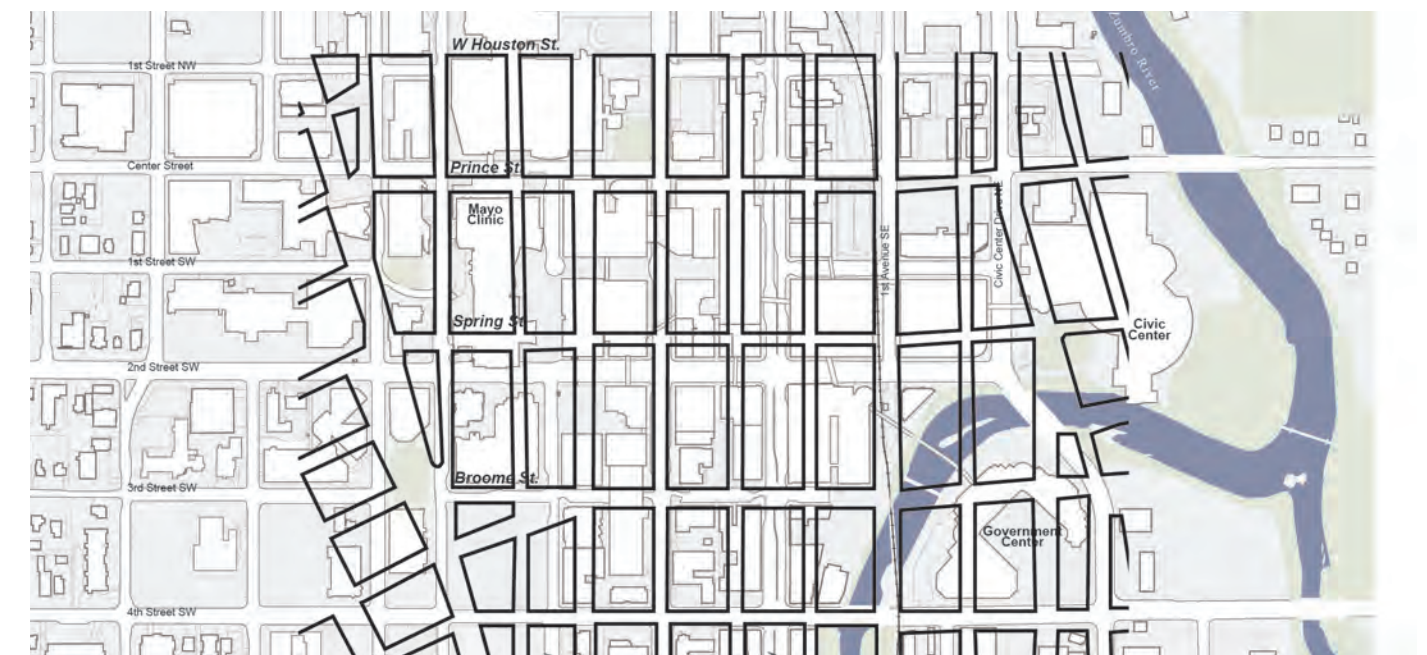 W Houston St.
Zumbro River
1st Street NW
Center Street
Prince St.
Mayo
Clinic
1st Street SW
1st Avenue SE
Civic Center Drive NE
Spring St.
Civic
Center
2nd Street SW
Broome St.
3rd Street SW
Government
Center
4th Street SW